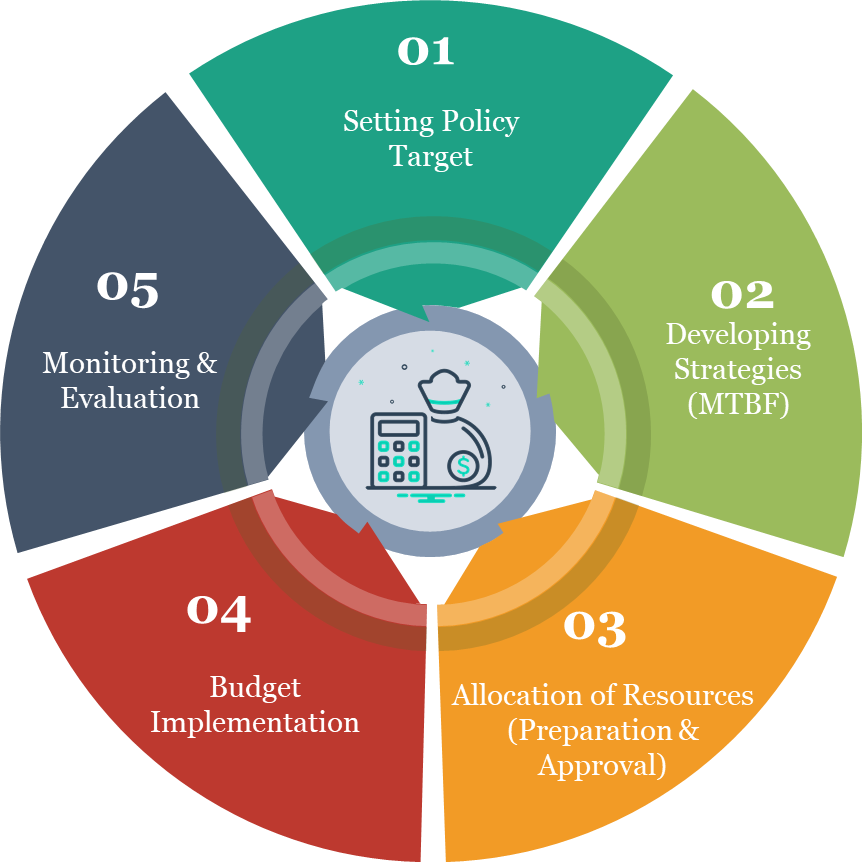 01
Setting Policy
Target
02
Developing
Strategies
(MTBF)
03
Allocation of Resources
(Preparation &
Approval)
04
Budget
Implementation
05
Monitoring &
Evaluation
$